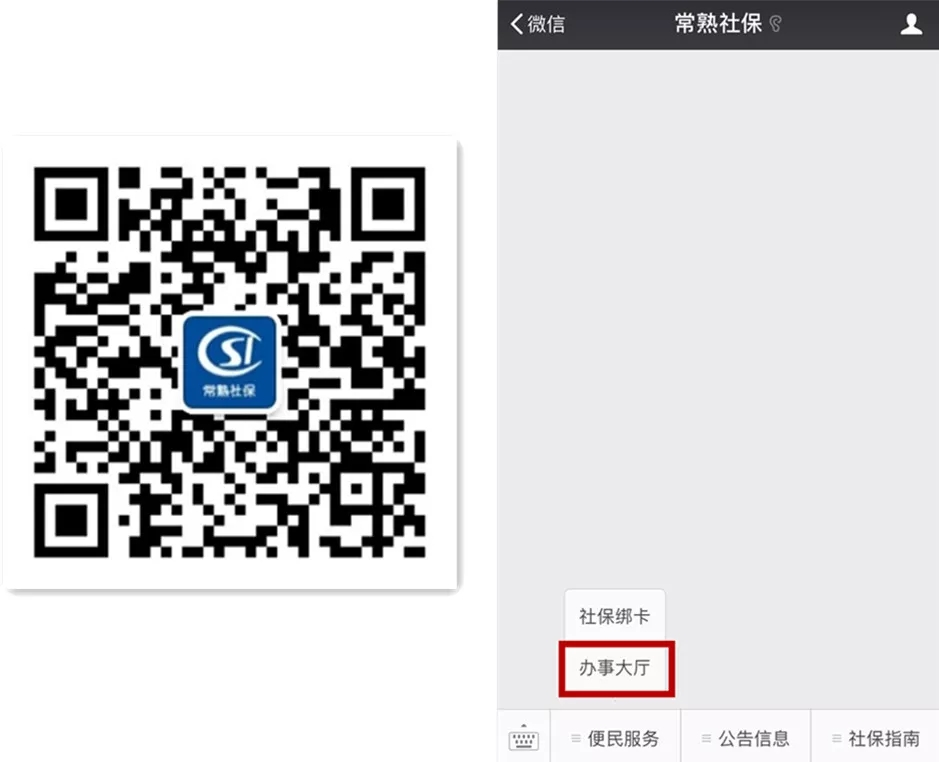 常熟社保
微信
常熟社保
社保绑卡
办事大厅
便民服务
公告信息
社保指南